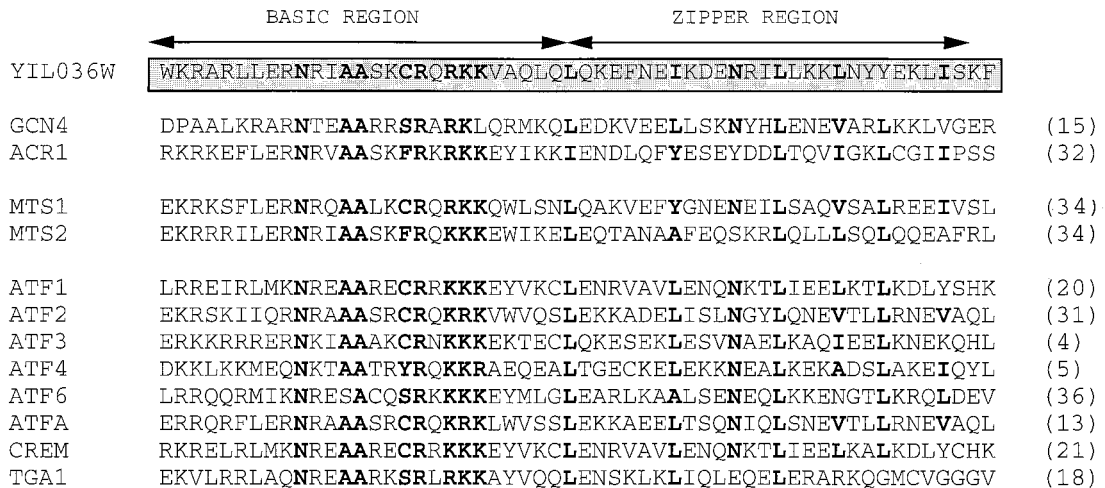 BASIC REGION ZIPPER REGION
YIL036W WKRARLLERNRIAASKCRQRKKVAQLQLQKEFNEIKDENRILLKKLNYYEKLISKF
GCN4 DPAALKRARNTEAARRSRARKLQRMKQLEDKVEELLSKNYHLENEVARLKKLVGER (15)
ACR1 RKRKEFLERNRVAASKFRKRKKEYIKKIENDLQFYESEYDDLTQVIGKLCGIIPSS (32)
MTS1 EKRKSFLERNRQAALKCRQRKKQWLSNLQAKVEFYGNENEILSAQVSALREEIVSL (34)
MTS2 EKRRRILERNRIAASKFRQKKKEWIKELEQTANAAFEQSKRLQLLLSQLQQEAFRL (34)
ATF1 LRREIRLMKNREAARECRRKKKEYVKCLENRVAVLENQNKTLIEELKTLKDLYSHK (20)
ATF2 EKRSKIIQRNRAAASRCRQKRKVWVQSLEKKADELISLNGYLQNEVTLLRNEVAQL (31)
ATF3 ERKKRRRERNKIAAAKCRNKKKEKTECLQKESEKLESVNAELKAQIEELKNEKQHL (4)
ATF4 DKKLKKMEQNKTAATRYRQKKRAEQEALTGECKELEKKNEALKEKADSLAKEIQYL (5)
ATF6 LRRQQRMIKNRESACQSRKKKKEYMLGLEARLKAALSENEQLKKENGTLKRQLDEV (36)
ATFA ERRQRFLERNRAAASRCRQKRKLWVSSLEKKAEELTSQNIQLSNEVTLLRNEVAQL (13)
CREM RKRELRLMKNREAARECRRKKKEYVKCLENRVAVLENQNKTLIEELKALKDLYCHK (21)
TGA1 EKVLRRLAQNREAARKSRLRKKAYVQQLENSKLKLIQLEQELERARKQGMCVGGGV (18)